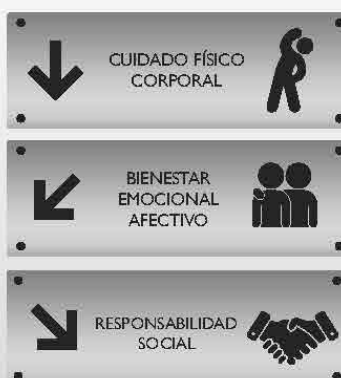 CUIDADO FÍSICO
CORPORAL
BIENESTAR
EMOCIONAL
AFECTIVO
RESPONSABILIDAD
SOCIAL